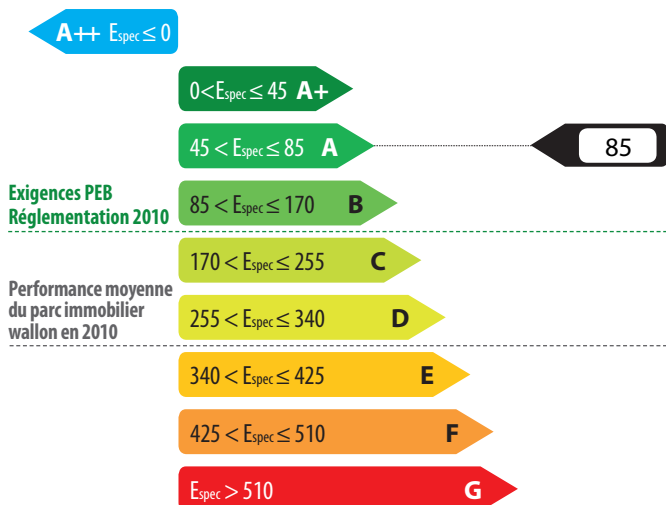 A++ Espec ≤ 0
0<Espec ≤ 45 A+
45 < Espec ≤ 85 A
85
Exigences PEB
Réglementation 2010
85 < Espec ≤ 170 B
170 < Espec ≤ 255 C
Performance moyenne
du parc immobilier
wallon en 2010
255 < Espec ≤ 340 D
340 < Espec ≤ 425 E
425 < Espec ≤ 510 F
Espec > 510 G